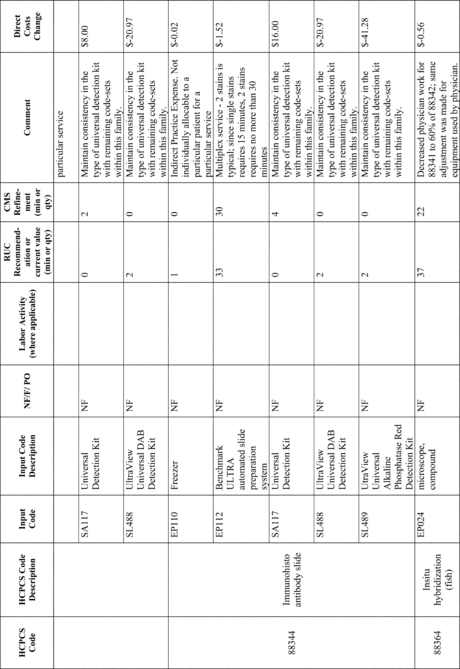 HCPCS
Code
HCPCS Code
Description
Input
Code
Input Code
Description
NF/F/ PO
Labor Activity
(where applicable)
RUC
Recommend-
ation or
current value
(min or qty)
CMS
Refine-
ment
(min or
qty)
Comment
Direct
Costs
Change
particular service
SA117
Universal
Detection Kit
NF
0
2
Maintain consistency in the
type of universal detection kit
with remaining code-sets
within this family.
$8.00
SL488
UltraView
Universal DAB
Detection Kit
NF
2
0
Maintain consistency in the
type of universal detection kit
with remaining code-sets
within this family.
$-20.97
88344
Immunohisto
antibody slide
EP110
Freezer
NF
1
0
Indirect Practice Expense. Not
individually allocable to a
particular patient for a
particular service
$-0.02
EP112
Benchmark
ULTRA
automated slide
preparation
system
NF
33
30
Multiplex service - 2 stains is
typical; since single stains
requires 15 minutes, 2 stains
requires no more than 30
minutes
$-1.52
SA117
Universal
Detection Kit
NF
0
4
Maintain consistency in the
type of universal detection kit
with remaining code-sets
within this family.
$16.00
SL488
UltraView
Universal DAB
Detection Kit
NF
2
0
Maintain consistency in the
type of universal detection kit
with remaining code-sets
within this family.
$-20.97
SL489
UtraView
Universal
Alkaline
Phosphatase Red
Detection Kit
NF
2
0
Maintain consistency in the
type of universal detection kit
with remaining code-sets
within this family.
$-41.28
88364
Insitu
hybridization
(fish)
EP024
microscope,
compound
NF
37
22
Decreased physician work for
88341 to 60% of 88342; same
adjustment was made for
equipment used by physician.
$-0.56